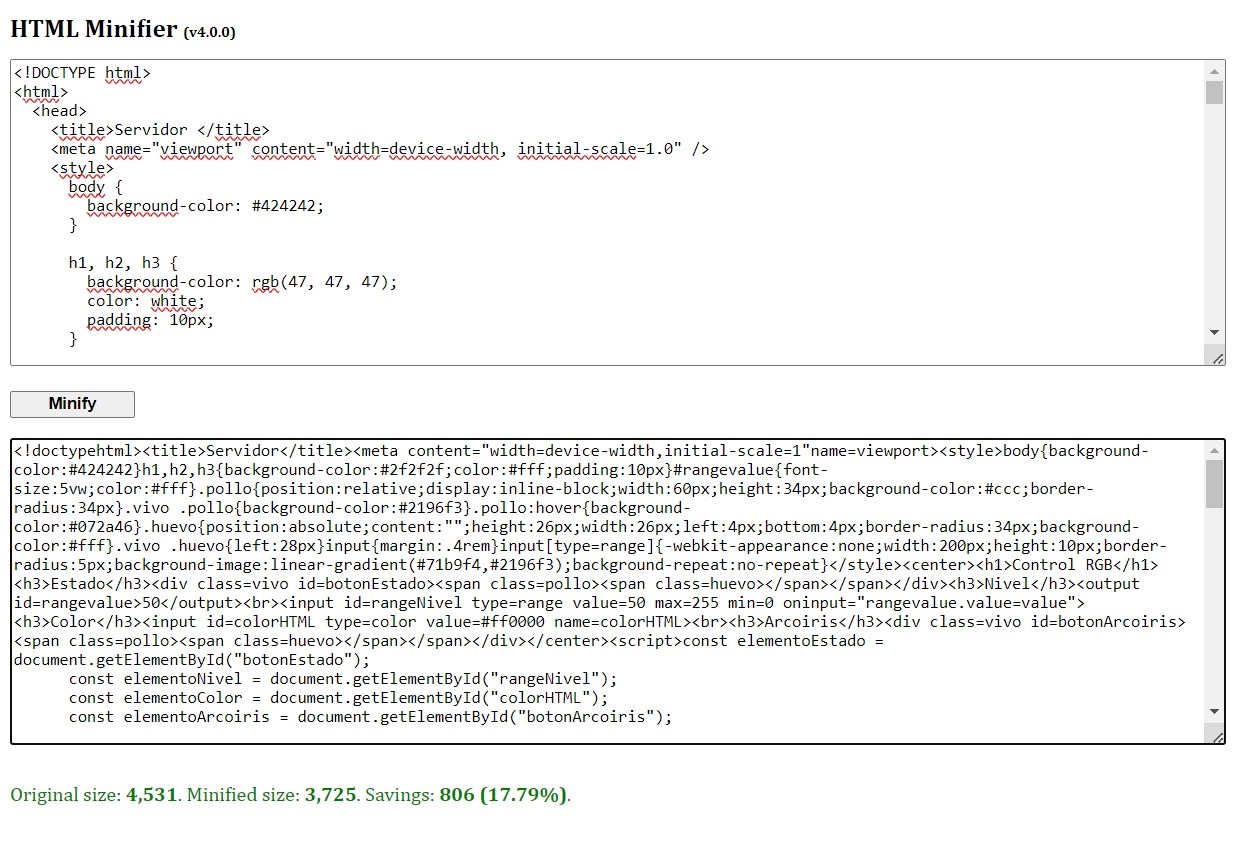 HTML Minifier (v4.0.0)
<!DOCTYPE html>
<html>
  <head>
    <title>Servidor </title>
    <meta name="viewport" content="width=device-width, initial-scale=1.0" />
    <style>
      body {
        background-color: #424242;
      }

      h1, h2, h3 {
        background-color: rgb(47, 47, 47);
        color: white;
        padding: 10px;
      }
Minify
<!doctypehtml><title>Servidor</title><meta content="width=device-width,initial-scale=1"name=viewport><style>body{background-
color:#424242}h1,h2,h3{background-color:#2f2f2f;color:#fff;padding:10px}#rangevalue{font-
size:5vw;color:#fff}.pollo{position:relative;display:inline-block;width:60px;height:34px;background-color:#ccc;border-
radius:34px}.vivo .pollo{background-color:#2196f3}.pollo:hover{background-
color:#072a46}.huevo{position:absolute;content:"";height:26px;width:26px;left:4px;bottom:4px;border-radius:34px;background-
color:#fff}.vivo .huevo{left:28px}input{margin:.4rem}input[type=range]{-webkit-appearance:none;width:200px;height:10px;border-
radius:5px;background-image:linear-gradient(#71b9f4,#2196f3);background-repeat:no-repeat}</style><center><h1>Control RGB</h1>
<h3>Estado</h3><div class=vivo id=botonEstado><span class=pollo><span class=huevo></span></span></div><h3>Nivel</h3><output
id=rangevalue>50</output><br><input id=rangeNivel type=range value=50 max=255 min=0 oninput="rangevalue.value=value">
<h3>Color</h3><input id=colorHTML type=color value=#ff0000 name=colorHTML><br><h3>Arcoiris</h3><div class=vivo id=botonArcoiris>
<span class=pollo><span class=huevo></span></span></div></center><script>const elementoEstado =
document.getElementById("botonEstado");
      const elementoNivel = document.getElementById("rangeNivel");
      const elementoColor = document.getElementById("colorHTML");
      const elementoArcoiris = document.getElementById("botonArcoiris");
Original size: 4,531. Minified size: 3,725. Savings: 806 (17.79%).